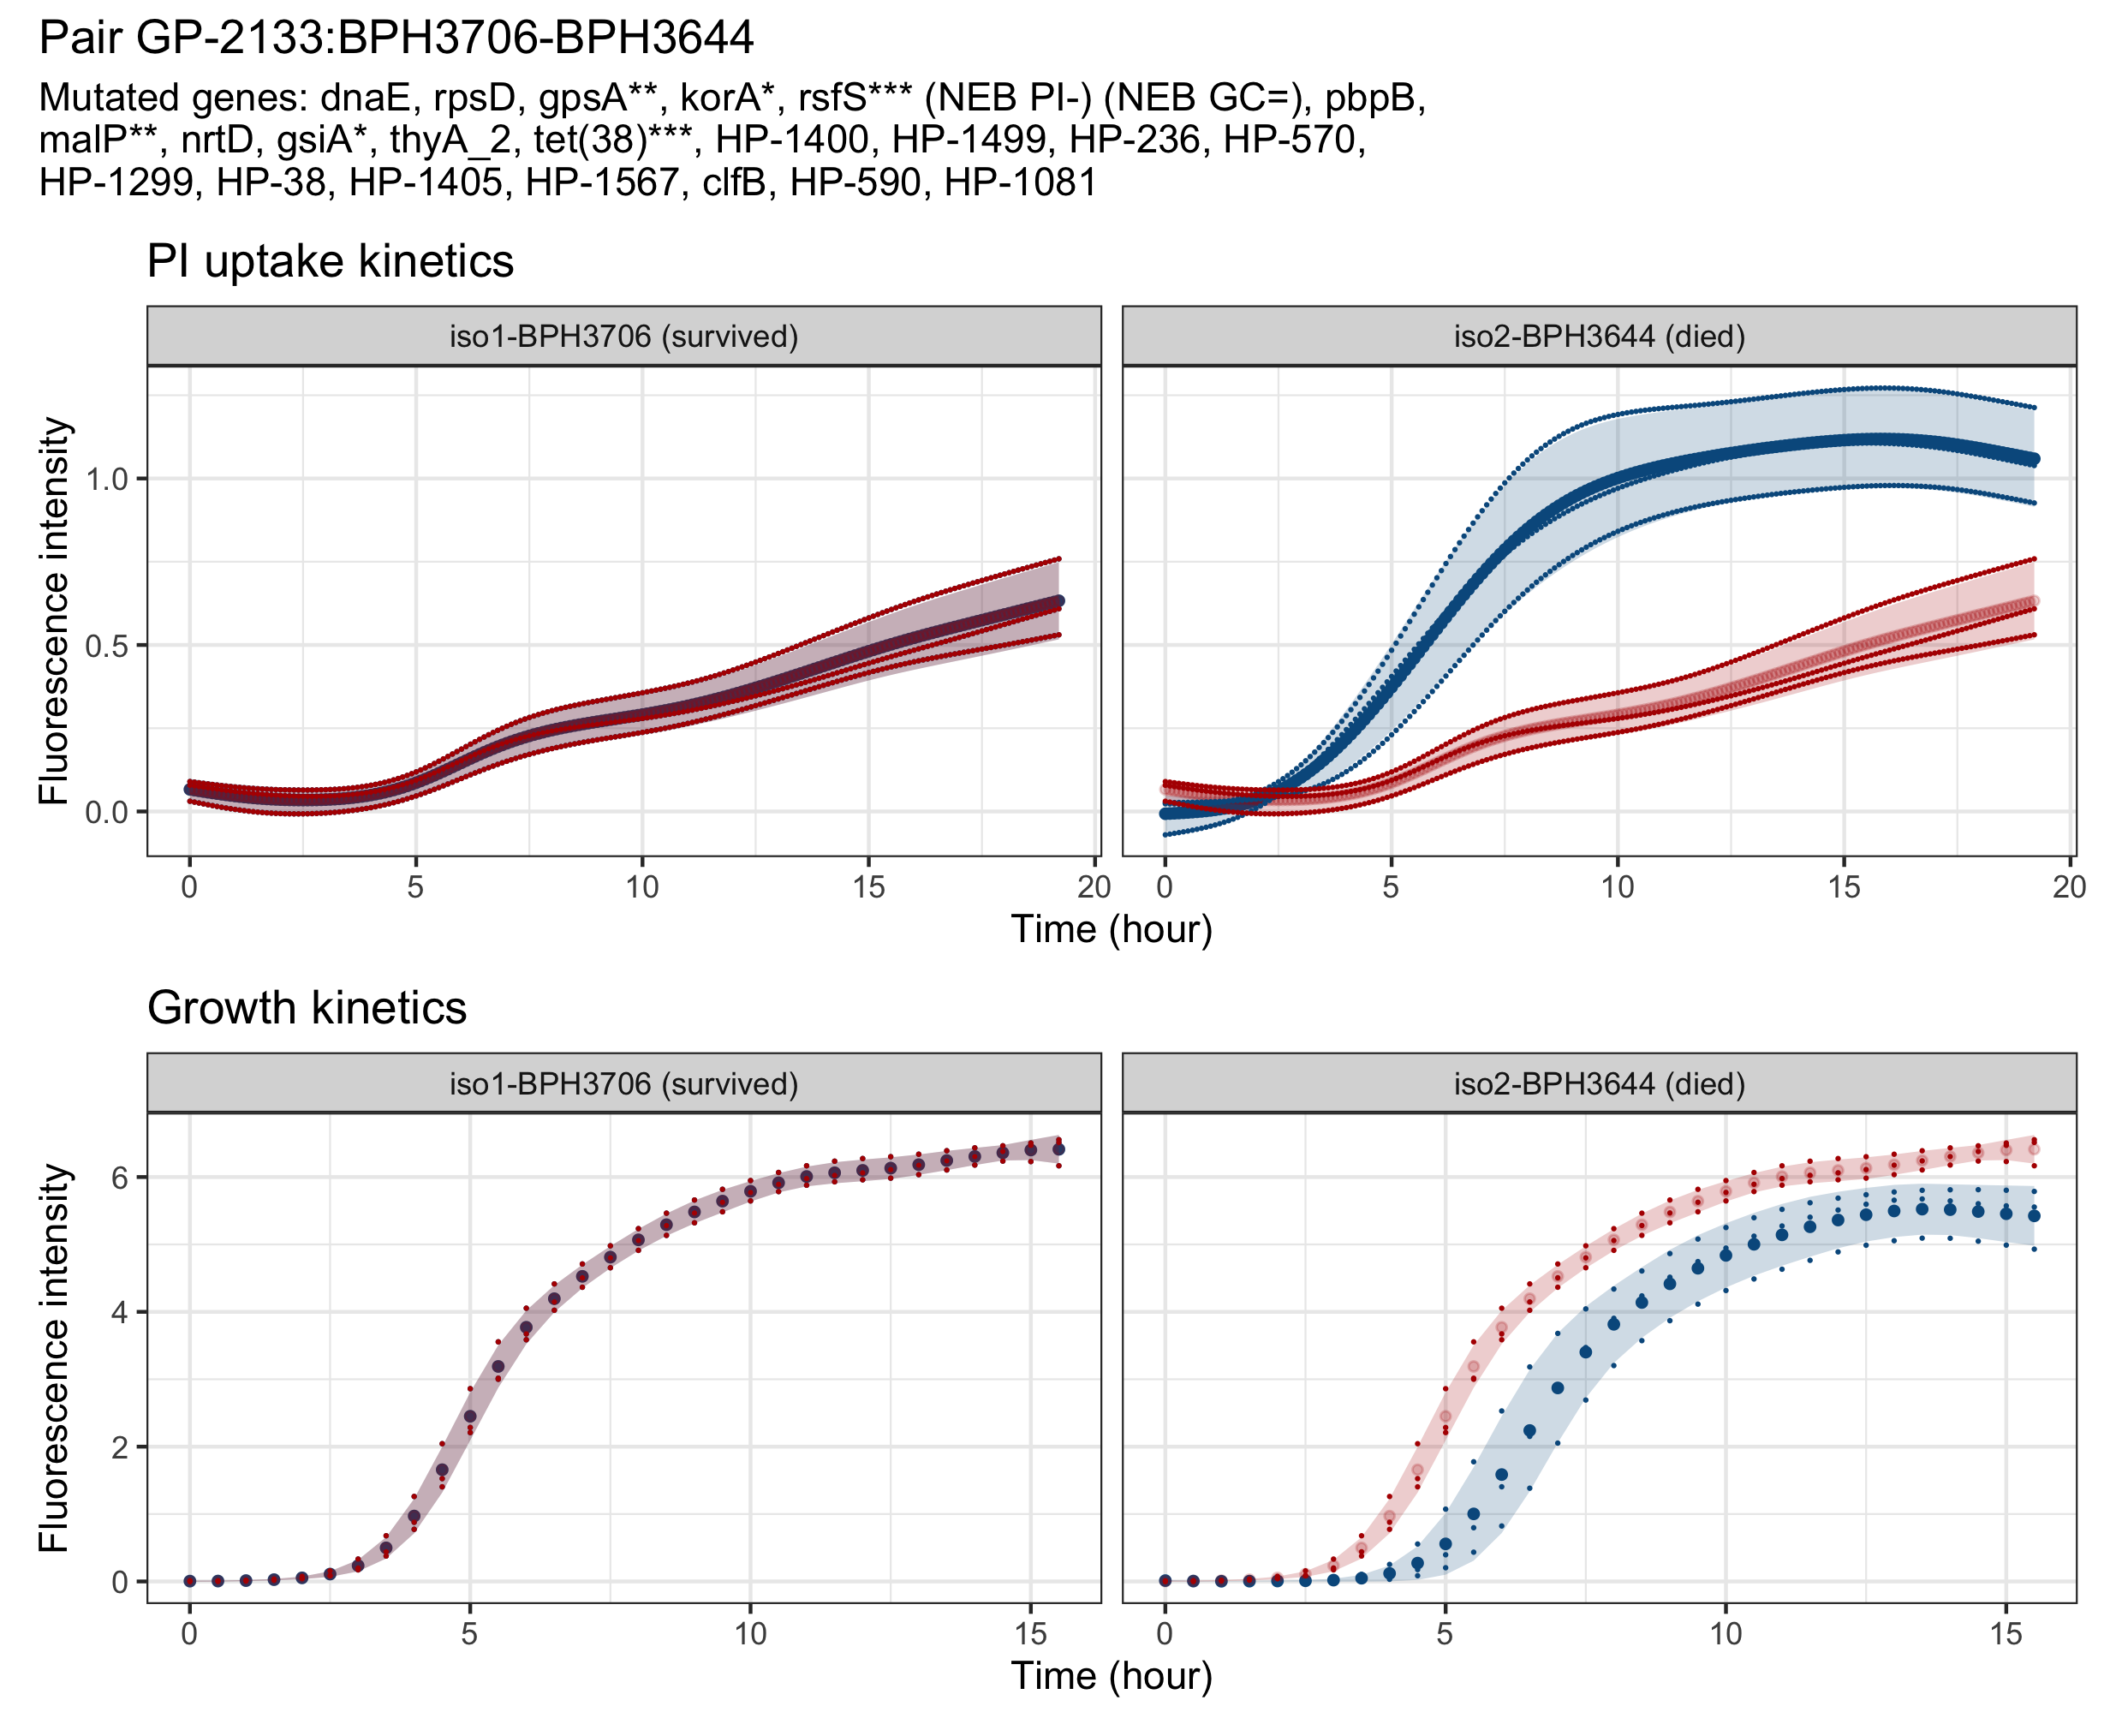 Pair GP-2133:BPH3706-BPH3644
Mutated genes: dnaE, rpsD, gpsA**, korA*, rsfS*** (NEB PI-) (NEB GC=), pbpB,
malP**, nrtD, gsiA*, thyA_2, tet(38)***, HP-1400, HP-1499, HP-236, HP-570,
HP-1299, HP-38, HP-1405, HP-1567, clfB, HP-590, HP-1081
PI uptake kinetics
iso1-BPH3706 (survived)
iso2-BPH3644 (died)
Fluorescence intensity
1.0
0.5
0.0
0 5 10 15 20
0 5 10 15 20
Time (hour)
Growth kinetics
iso1-BPH3706 (survived)
iso2-BPH3644 (died)
Fluorescence intensity
6
4
2
0
0 5 10 15
0 5 10 15
Time (hour)